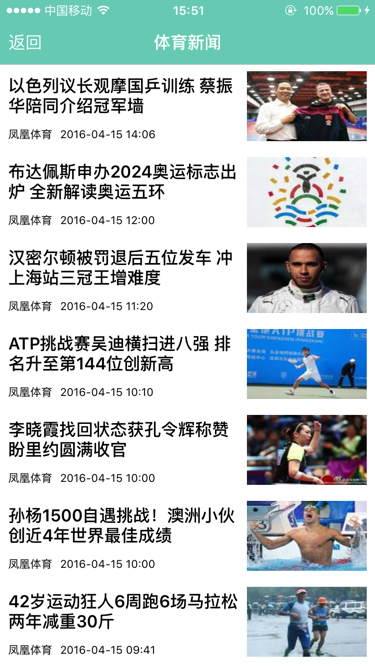 中国移动 15:51 100%
返回 体育新闻
以色列议长观摩国乒训练 蔡振
华陪同介绍冠军墙
凤凰体育 2016-04-15 14:06
布达佩斯申办2024奥运标志出
炉 全新解读奥运五环
凤凰体育 2016-04-15 12:00
汉密尔顿被罚退后五位发车 冲
上海站三冠王增难度
凤凰体育 2016-04-15 11:20
ATP挑战赛吴迪横扫进八强 排
名升至第144位创新高
凤凰体育 2016-04-15 10:10
李晓霞找回状态获孔令辉称赞
盼里约圆满收官
凤凰体育 2016-04-15 10:00
孙杨1500自遇挑战！澳洲小伙
创近4年世界最佳成绩
凤凰体育 2016-04-15 10:00
42岁运动狂人6周跑6场马拉松
两年减重30斤
凤凰体育 2016-04-15 09:41